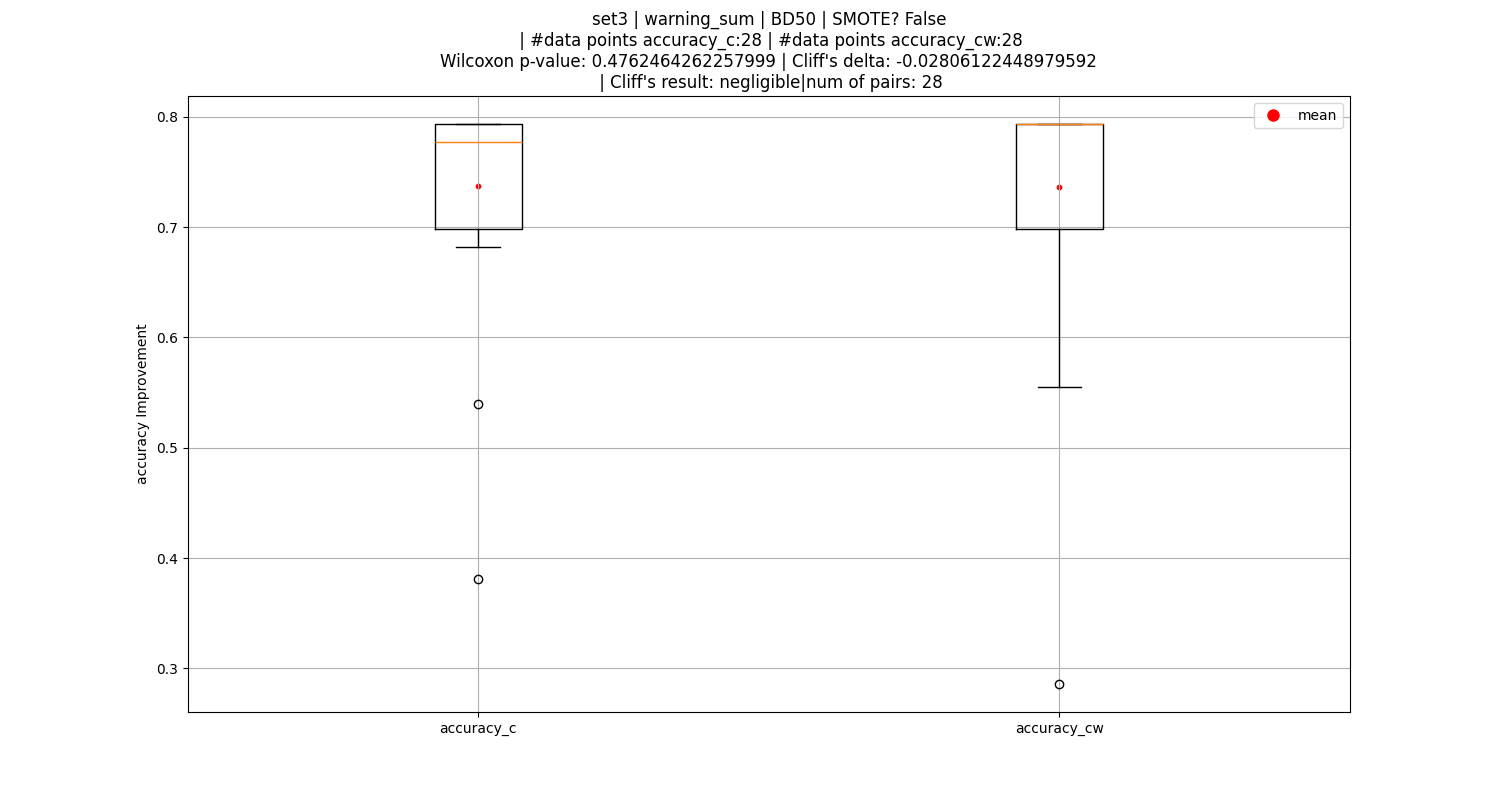 set3 | warning_sum | BD50 | SMOTE? False
| #data points accuracy_c:28 | #data points accuracy_cw:28
Wilcoxon p-value: 0.4762464262257999 | Cliff's delta: -0.02806122448979592
| Cliff's result: negligible|num of pairs: 28
mean
0.8
0.7
0.6
0.5
0.4
0.3
accuracy Improvement
accuracy_c
accuracy_cw